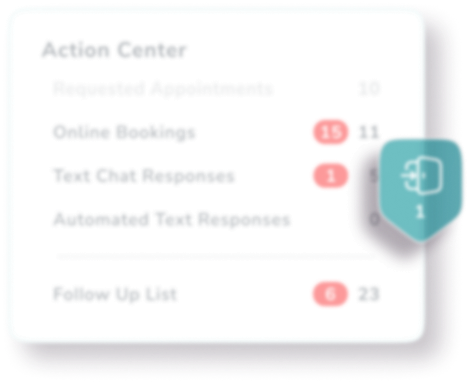 Action Center
Requested Appointments 10
Online Bookings 15 11
Text Chat Responses 1 5
1
Automated Text Responses 0
Follow Up List 6 23